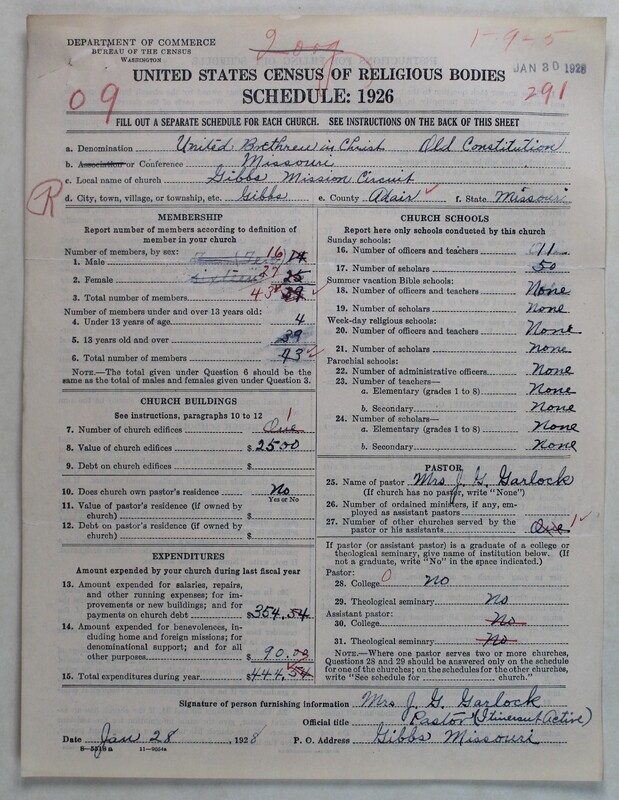 DEPARTMENT OF COMMERCE
BUREAU OF THE CENSUS
WASHINGTON
1-9-5
JAN 30 1928
UNITED STATES CENSUS OF RELIGIOUS BODIES
SCHEDULE: 1926
09
291
FILL OUT A SEPARATE SCHEDULE FOR EACH CHURCH. SEE INSTRUCTIONS ON THE BACK OF THIS SHEET
a. Denomination United Brethren in Christ Old Constitution
b. Association or Conference Missouri
c. Local name of church Gibbs Mission Circuit
R
d. City, town, village, or township, etc. Gibbs e. County Adair f. State Missouri
MEMBERSHIP
Report number of members according to definition of member in your church
Number of members, by sex:
1. Male 16 14
2. Female sixteen 27 25
3. Total number of members 43 39
Number of members under and over 13 years old:
4. Under 13 years of age 4
5. 13 years old and over 39
6. Total number of members 43
NOTE.—The total given under Question 6 should be the same as the total of males and females given under Question 3.
CHURCH BUILDINGS
See instructions, paragraphs 10 to 12
7. Number of church edifices One 1
8. Value of church edifices $ 2500
9. Debt on church edifices $
10. Does church own pastor's residence No
Yes or No
11. Value of pastor's residence (if owned by church) $
12. Debt on pastor's residence (if owned by church) $
EXPENDITURES
Amount expended by your church during last fiscal year
13. Amount expended for salaries, repairs, and other running expenses; for improvements or new buildings; and for payments on church debt $354.54
14. Amount expended for benevolences, including home and foreign missions; for denominational support; and for all other purposes 90.00
15. Total expenditures during year $444.54
CHURCH SCHOOLS
Report here only schools conducted by this church
Sunday schools:
16. Number of officers and teachers 11
17. Number of scholars 50
Summer vacation Bible schools:
18. Number of officers and teachers None
19. Number of scholars None
Week-day religious schools:
20. Number of officers and teachers None
21. Number of scholars None
Parochial schools:
22. Number of administrative officers None
23. Number of teachers—
a. Elementary (grades 1 to 8) None
b. Secondary None
24. Number of scholars—
a. Elementary (grades 1 to 8) None
b. Secondary None
PASTOR
25. Name of pastor Mrs J. G. Garlock
(If church has no pastor, write "None")
26. Number of ordained ministers, if any, employed as assistant pastors
27. Number of other churches served by the pastor or his assistants One 1
If pastor (or assistant pastor) is a graduate of a college or theological seminary, give name of institution below. (If not a graduate, write "No" in the space indicated.)
Pastor:
28. College 0 No
29. Theological seminary No
Assistant pastor:
30. College No
31. Theological seminary No
NOTE.—Where one pastor serves two or more churches, Questions 28 and 29 should be answered only on the schedule for one of the churches; on the schedules for the other churches, write "See schedule for church."
Signature of person furnishing information Mrs J. G. Garlock
Official title Pastor (Itinerant Active)
Date Jan 28, 1928 P. O. Address Gibbs Missouri
8-5518a 11-9054a